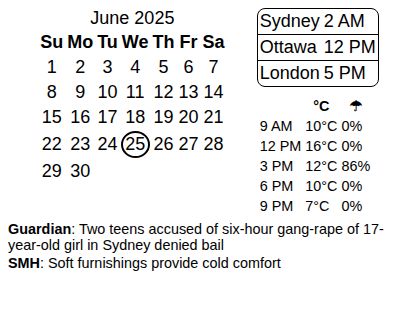 June 2025
Su Mo Tu We Th Fr Sa
1 2 3 4 5 6 7
8 9 10 11 12 13 14
15 16 17 18 19 20 21
22 23 24 25 26 27 28
29 30
Sydney 2 AM
Ottawa 12 PM
London 5 PM
°C ☂
9 AM 10°C 0%
12 PM 16°C 0%
3 PM 12°C 86%
6 PM 10°C 0%
9 PM 7°C 0%
Guardian: Two teens accused of six-hour gang-rape of 17-
year-old girl in Sydney denied bail
SMH: Soft furnishings provide cold comfort